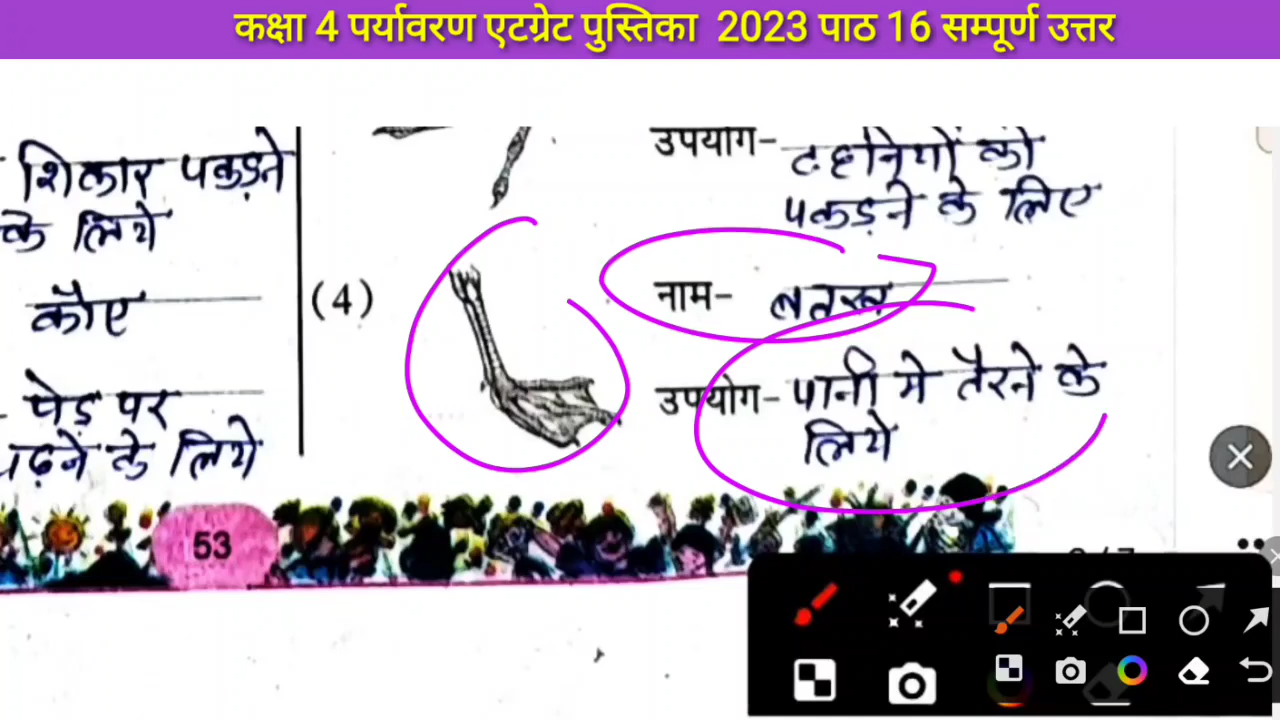 कक्षा 4 पर्यावरण एटग्रेट पुस्तिका 2023 पाठ 16 सम्पूर्ण उत्तर
शिकार पकड़ने
के लिये
कौए
- पेड़ पर
चढ़ने के लिये
उपयोग- टहनियों को
पकड़ने के लिए
(4)
नाम- बतख
उपयोग- पानी मे तैरने के
लिये
53